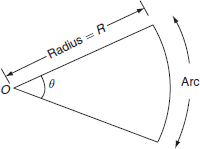 Radius = R
O
θ
Arc